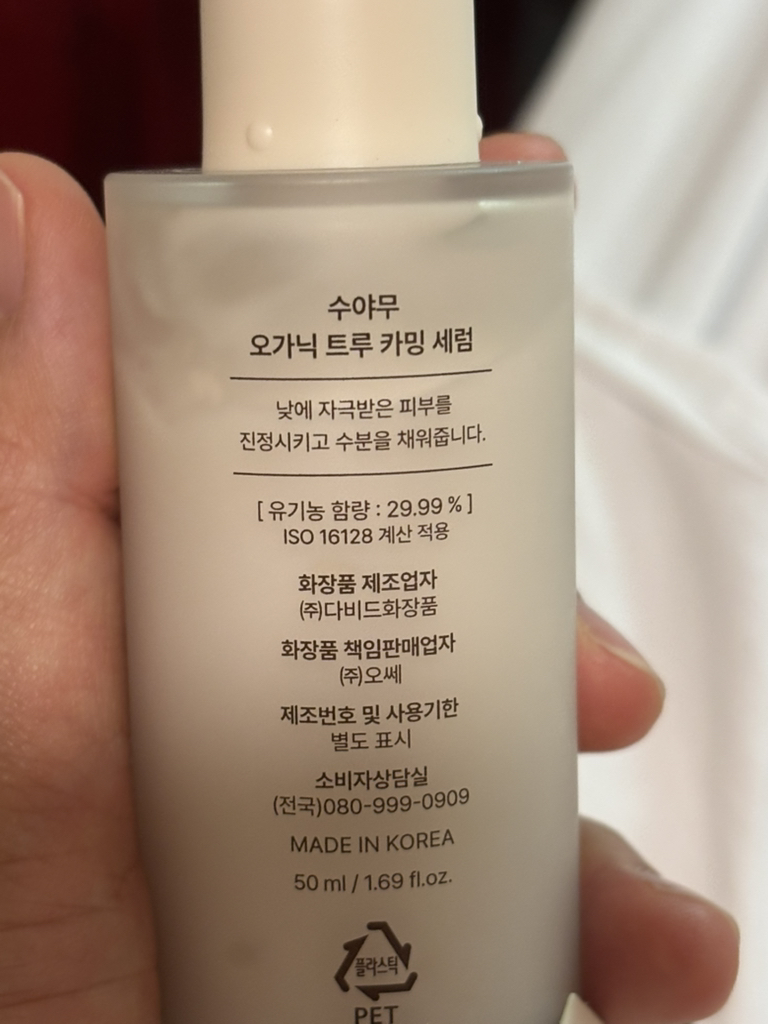 수야무
오가닉 트루 카밍 세럼
낮에 자극받은 피부를
진정시키고 수분을 채워줍니다.
[ 유기농 함량 : 29.99 % ]
ISO 16128 계산 적용
화장품 제조업자
㈜다비드화장품
화장품 책임판매업자
㈜오쎄
제조번호 및 사용기한
별도 표시
소비자상담실
(전국)080-999-0909
MADE IN KOREA
50 ml / 1.69 fl.oz.
플라스틱
PET